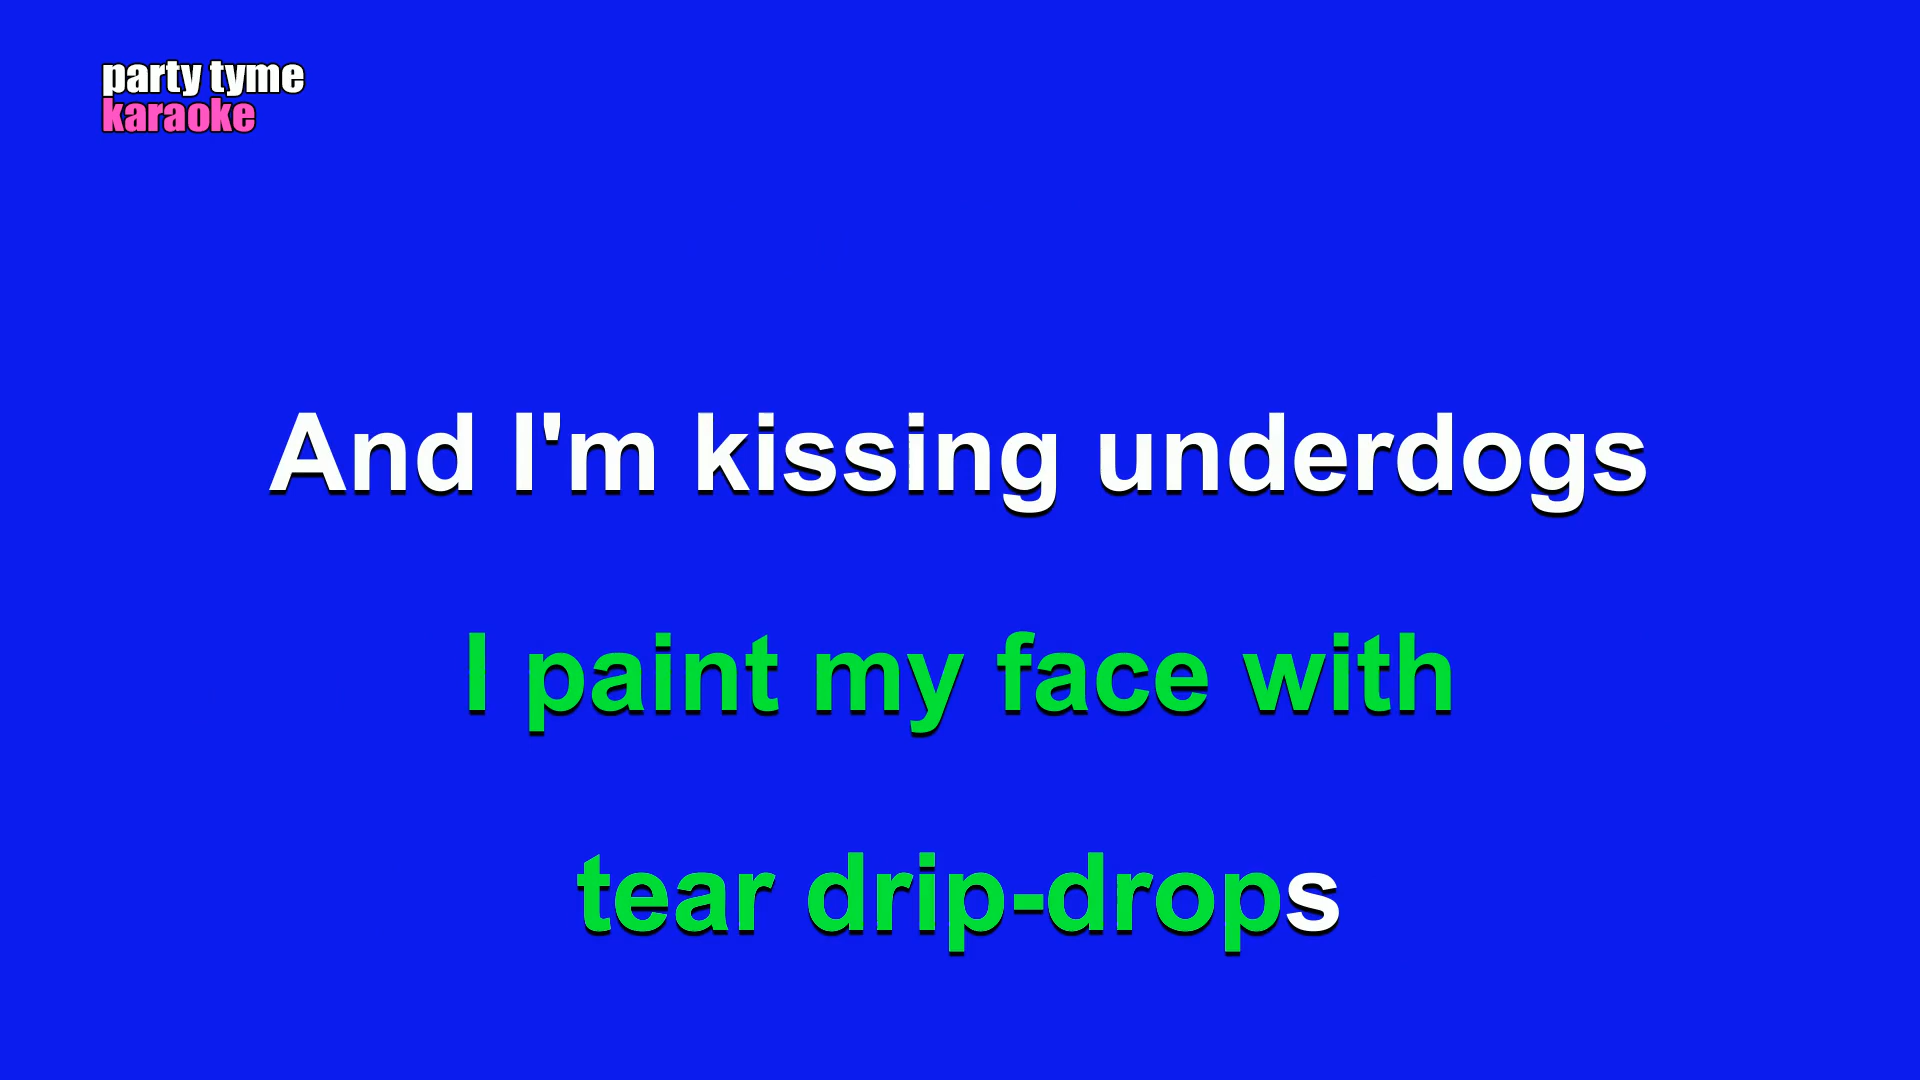 party tyme
karaoke
And I'm kissing underdogs
I paint my face with
tear drip-drops